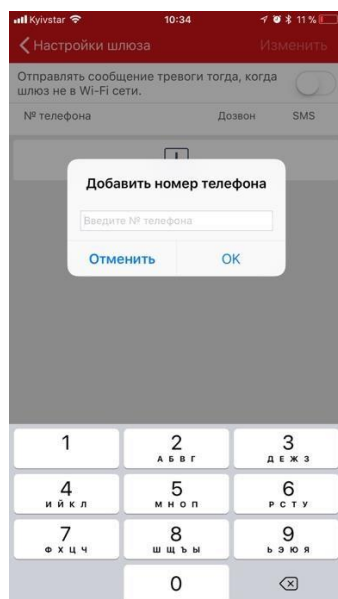 Kyivstar 10:34 11 %
Настройки шлюза Изменить
Отправлять сообщение тревоги тогда, когда
шлюз не в Wi-Fi сети.
№ телефона Дозвон SMS
Добавить номер телефона
Введите № телефона
Отменить OK
1 2 3
А Б В Г Д Е Ж З
4 5 6
И Й К Л М Н О П Р С Т У
7 8 9
Ф Х Ц Ч Ш Щ Ъ Ы Ь Э Ю Я
0